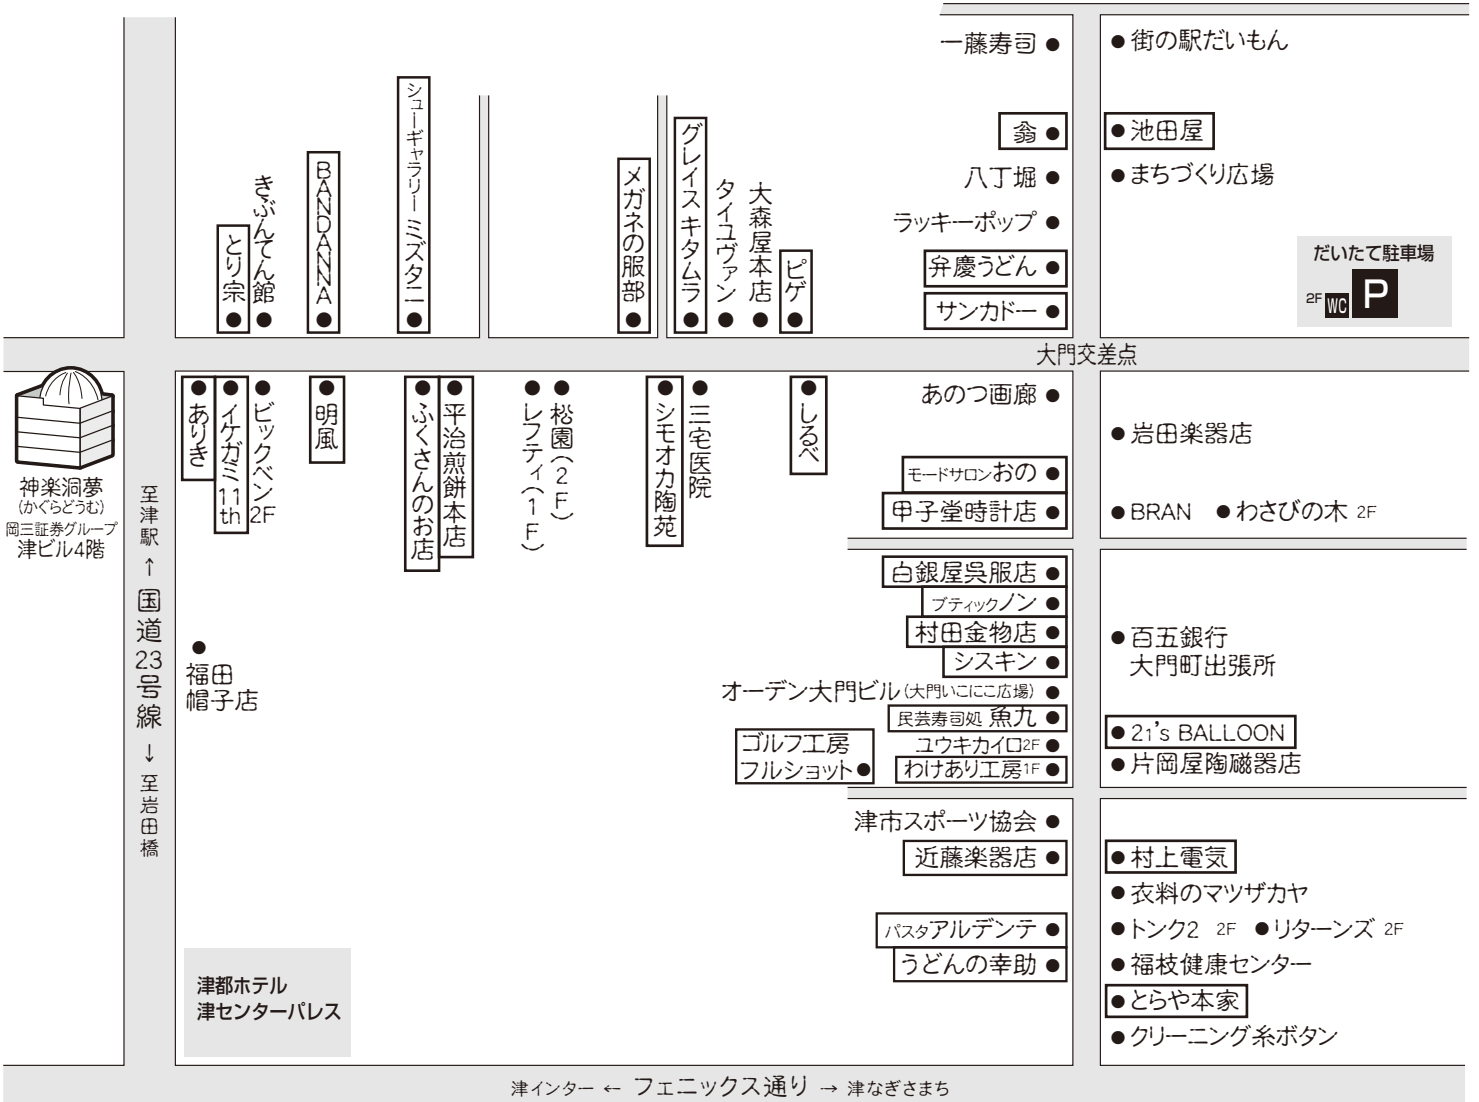 一藤寿司
街の駅だいもん
翁
池田屋
八丁堀
まちづくり広場
ラッキーポップ
弁慶うどん
サンカドー
だいたて駐車場
2F WC P
とり宗
きぶんてん館
BANDANNA
シューギャラリー ミズタニ
メガネの服部
グレイス キタムラ
タイユヴァン
大森屋本店
ピゲ
大門交差点
ありき
イケガミ 11th
ビックベン 2F
明風
ふくさんのお店
平治煎餅本店
レフティ(1F)
松園(2F)
シモオカ陶苑
三宅医院
しるべ
あのつ画廊
岩田楽器店
モードサロンおの
甲子堂時計店
BRAN
わさびの木 2F
神楽洞夢
(かぐらどうむ)
岡三証券グループ
津ビル4階
至津駅 ← 国道23号線 → 至岩田橋
福田
帽子店
白銀屋呉服店
ブティックノン
村田金物店
シスキン
オーデン大門ビル(大門いこにこ広場)
民芸寿司処 魚九
ユウキカイロ2F
わけあり工房1F
ゴルフ工房
フルショット
百五銀行
大門町出張所
21's BALLOON
片岡屋陶磁器店
津市スポーツ協会
近藤楽器店
パスタアルデンテ
うどんの幸助
村上電気
衣料のマツザカヤ
トンク2 2F
リターンズ 2F
福枝健康センター
とらや本家
クリーニング糸ボタン
津都ホテル
津センターパレス
津インター ← フェニックス通り → 津なぎさまち